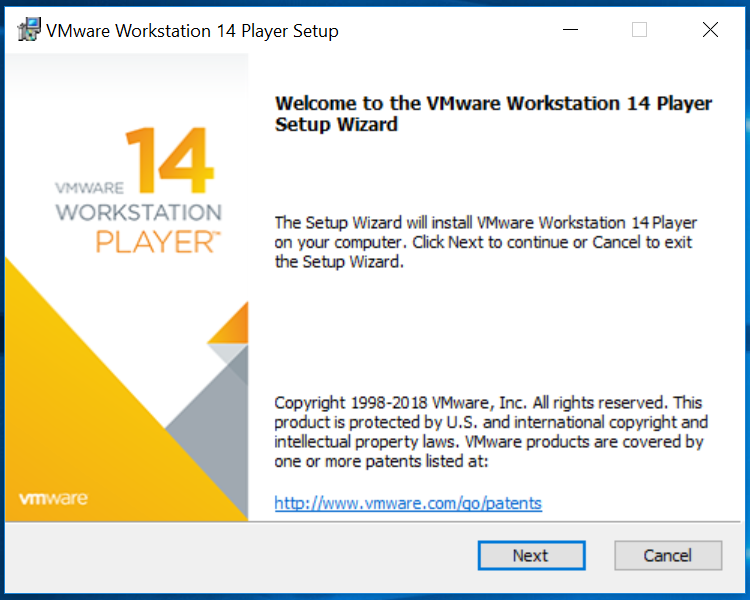 VMware Workstation 14 Player Setup
14
VMWARE
WORKSTATION
PLAYER™
Welcome to the VMware Workstation 14 Player
Setup Wizard
The Setup Wizard will install VMware Workstation 14 Player
on your computer. Click Next to continue or Cancel to exit
the Setup Wizard.
Copyright 1998-2018 VMware, Inc. All rights reserved. This
product is protected by U.S. and international copyright and
intellectual property laws. VMware products are covered by
one or more patents listed at:
http://www.vmware.com/go/patents
vmware
Next
Cancel